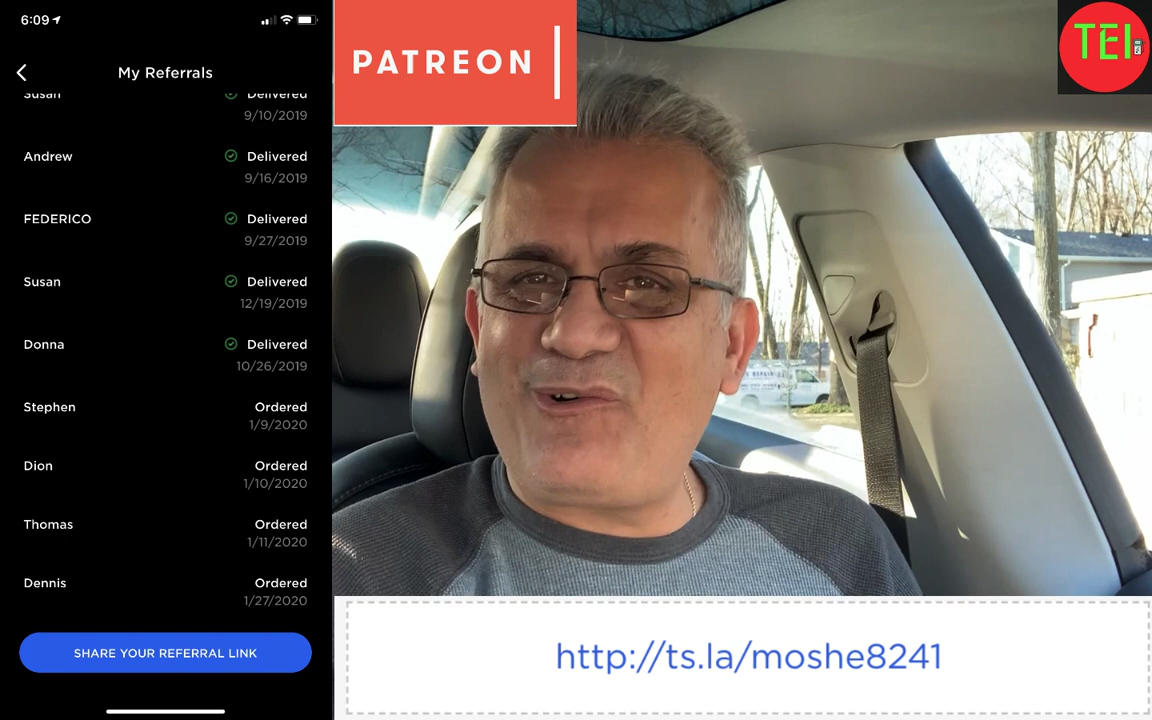 6:09
My Referrals
Susan Delivered
9/10/2019
Andrew Delivered
9/16/2019
FEDERICO Delivered
9/27/2019
Susan Delivered
12/19/2019
Donna Delivered
10/26/2019
Stephen Ordered
1/9/2020
Dion Ordered
1/10/2020
Thomas Ordered
1/11/2020
Dennis Ordered
1/27/2020
SHARE YOUR REFERRAL LINK
PATREON
TEI
http://ts.la/moshe8241